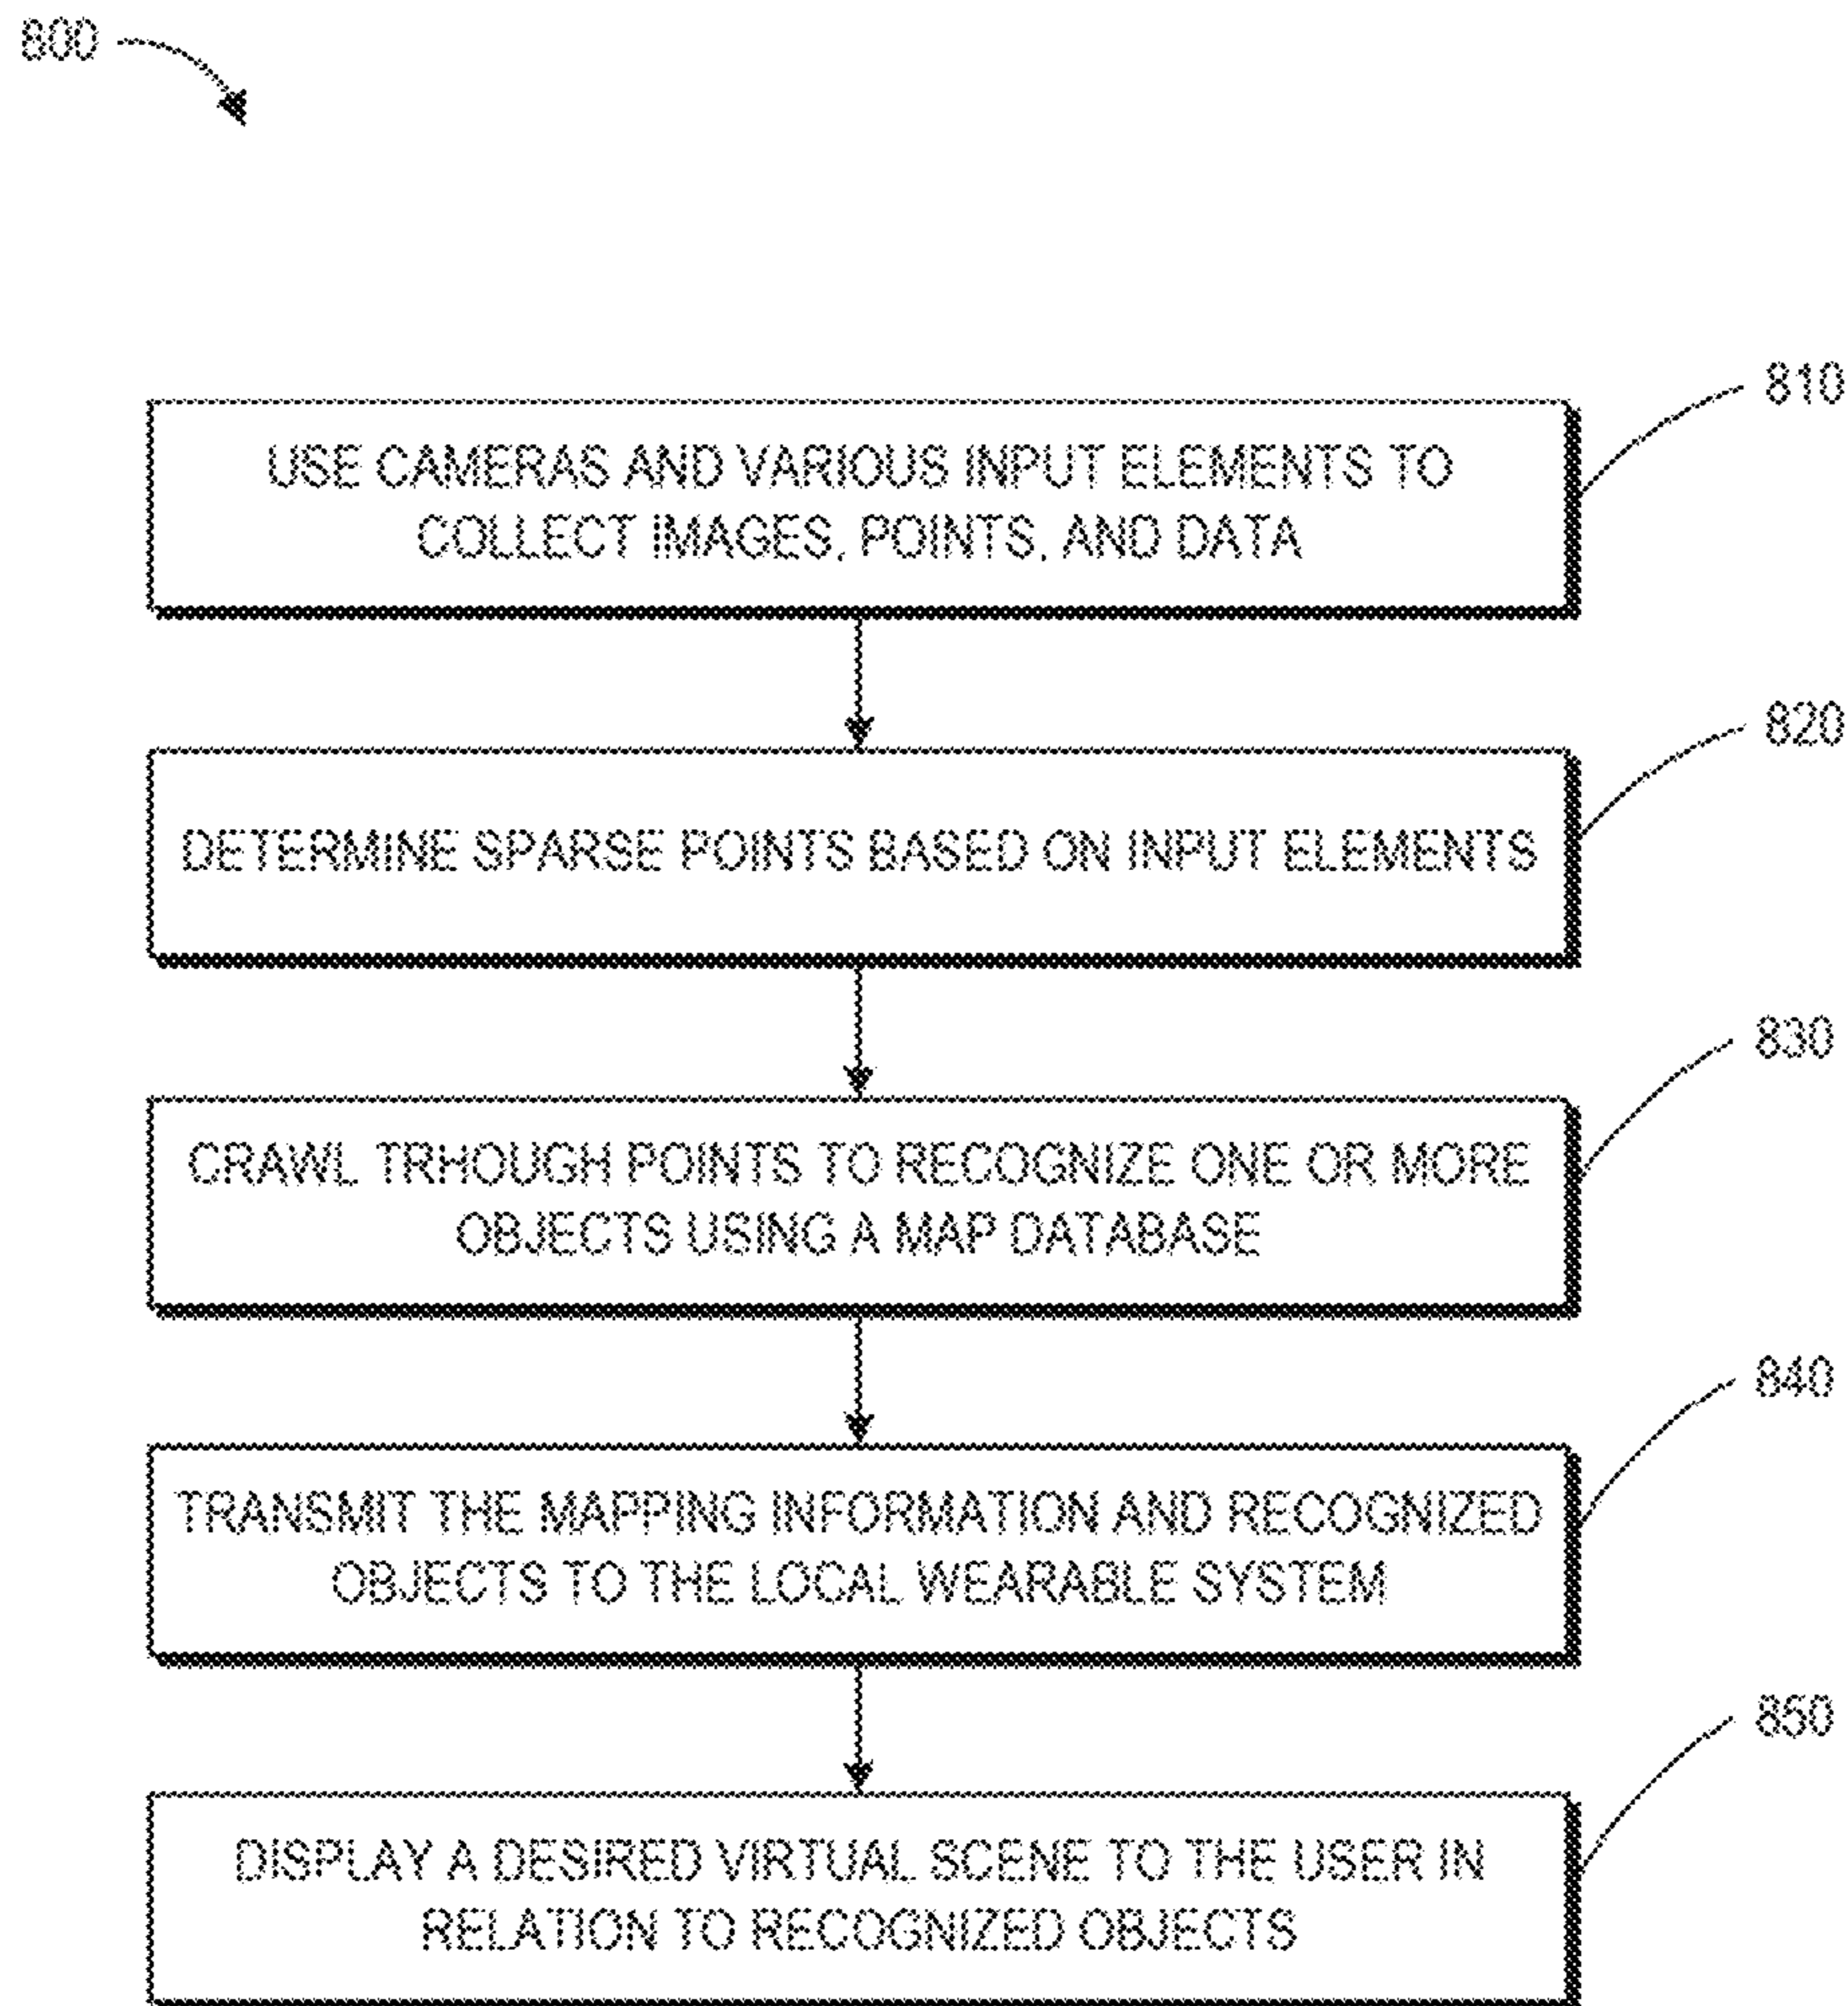 800
810
USE CAMERAS AND VARIOUS INPUT ELEMENTS TO
COLLECT IMAGES, POINTS, AND DATA
820
DETERMINE SPARSE POINTS BASED ON INPUT ELEMENTS
830
CRAWL TRHOUGH POINTS TO RECOGNIZE ONE OR MORE
OBJECTS USING A MAP DATABASE
840
TRANSMIT THE MAPPING INFORMATION AND RECOGNIZED
OBJECTS TO THE LOCAL WEARABLE SYSTEM
850
DISPLAY A DESIRED VIRTUAL SCENE TO THE USER IN
RELATION TO RECOGNIZED OBJECTS